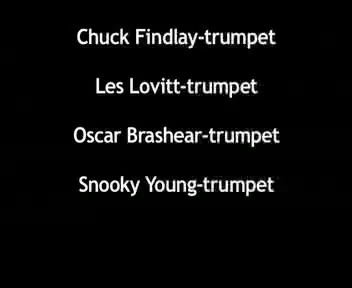 Chuck Findlay-trumpet
Les Lovitt-trumpet
Oscar Brashear-trumpet
Snooky Young-trumpet